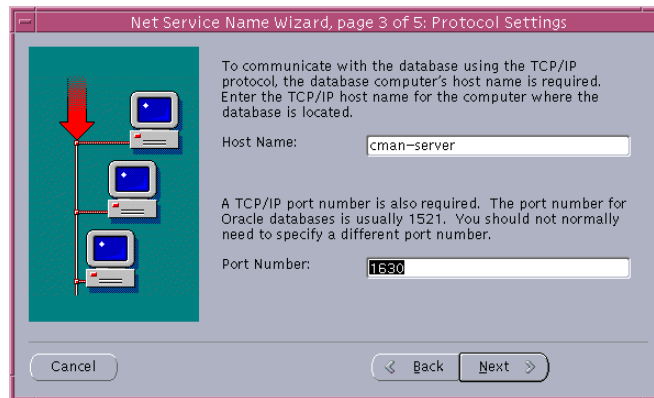 Net Service Name Wizard, page 3 of 5: Protocol Settings
To communicate with the database using the TCP/IP
protocol, the database computer's host name is required.
Enter the TCP/IP host name for the computer where the
database is located.
Host Name: cman-server
A TCP/IP port number is also required. The port number for
Oracle databases is usually 1521. You should not normally
need to specify a different port number.
Port Number: 1630
Cancel Back Next